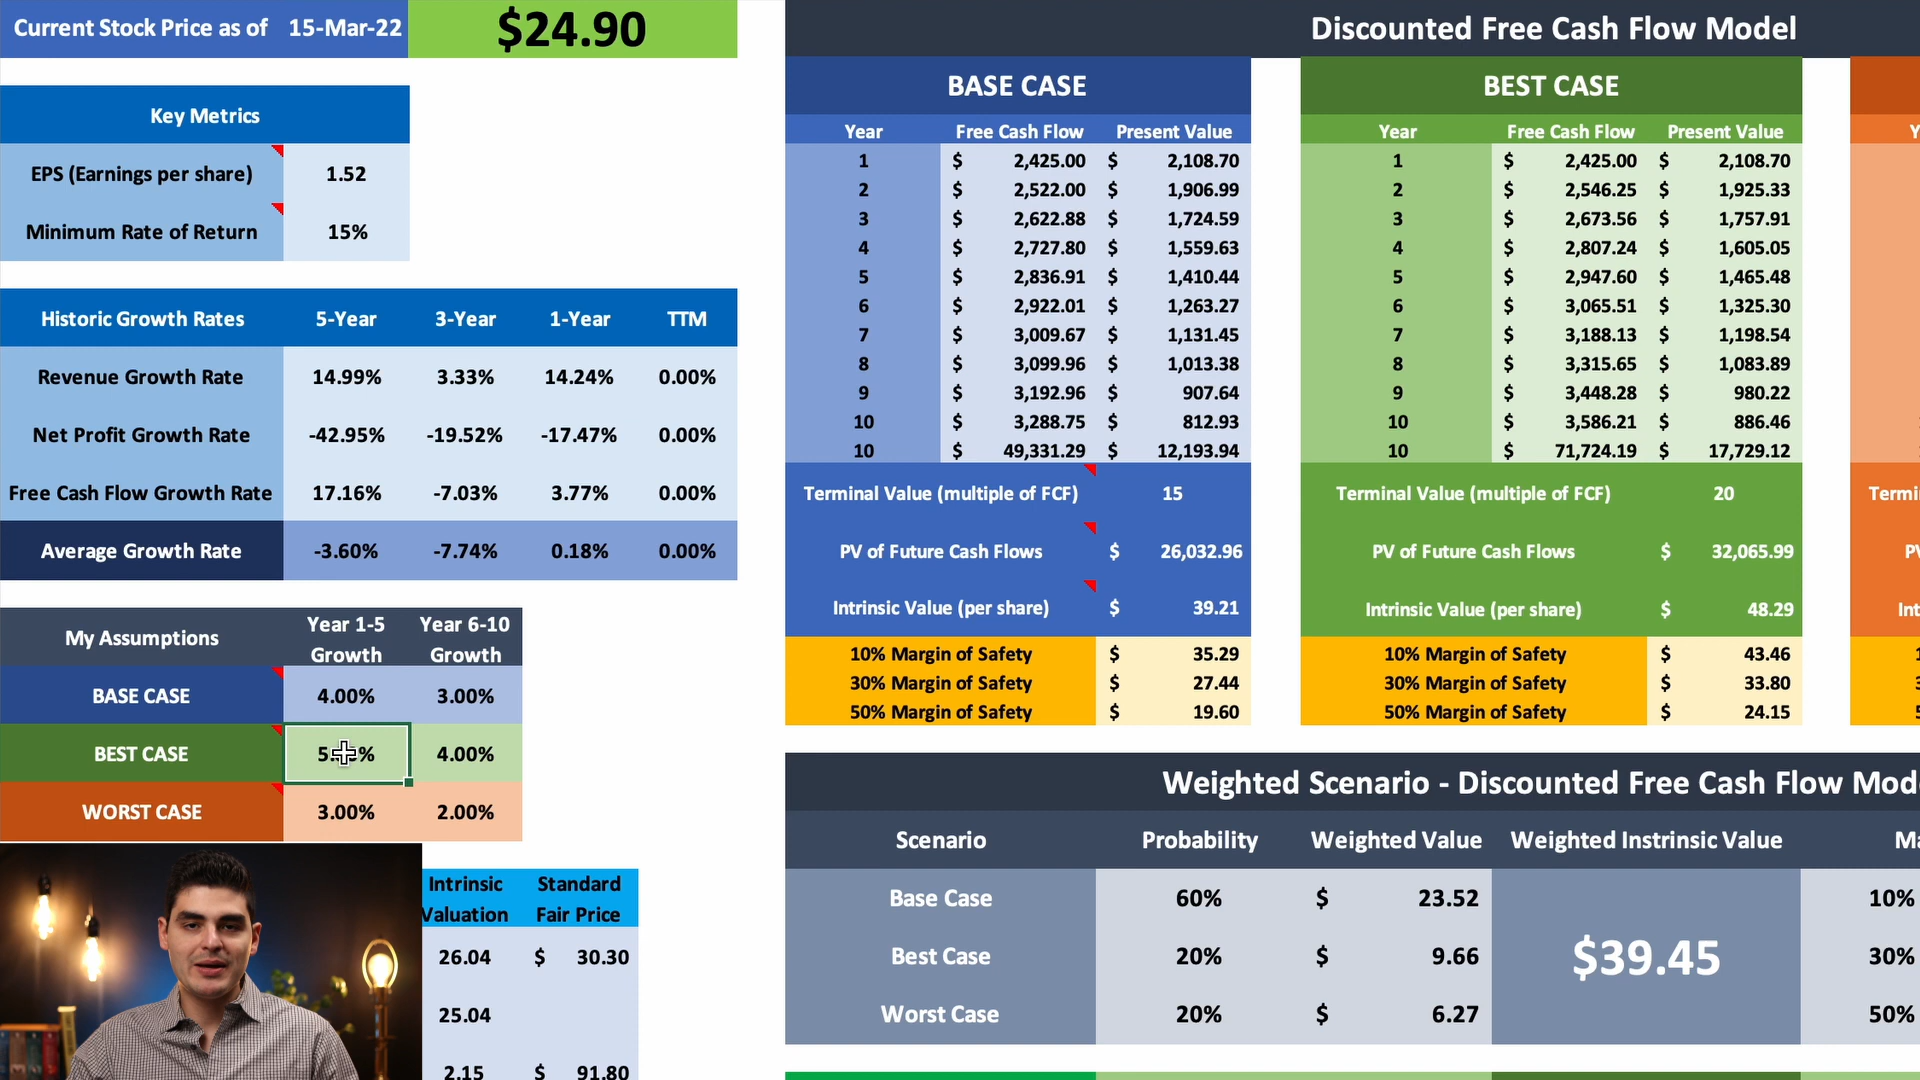 Current Stock Price as of 15-Mar-22 $24.90
Key Metrics
EPS (Earnings per share) 1.52
Minimum Rate of Return 15%
Historic Growth Rates 5-Year 3-Year 1-Year TTM
Revenue Growth Rate 14.99% 3.33% 14.24% 0.00%
Net Profit Growth Rate -42.95% -19.52% -17.47% 0.00%
Free Cash Flow Growth Rate 17.16% -7.03% 3.77% 0.00%
Average Growth Rate -3.60% -7.74% 0.18% 0.00%
My Assumptions Year 1-5 Growth Year 6-10 Growth
BASE CASE 4.00% 3.00%
BEST CASE 4.00%
WORST CASE 3.00% 2.00%
Intrinsic Valuation Standard Fair Price
26.04 $ 30.30
25.04
2.15 $ 91.80
Discounted Free Cash Flow Model
BASE CASE
Year Free Cash Flow Present Value
1 $ 2,425.00 $ 2,108.70
2 $ 2,522.00 $ 1,906.99
3 $ 2,622.88 $ 1,724.59
4 $ 2,727.80 $ 1,559.63
5 $ 2,836.91 $ 1,410.44
6 $ 2,922.01 $ 1,263.27
7 $ 3,009.67 $ 1,131.45
8 $ 3,099.96 $ 1,013.38
9 $ 3,192.96 $ 907.64
10 $ 3,288.75 $ 812.93
10 $ 49,331.29 $ 12,193.94
Terminal Value (multiple of FCF) 15
PV of Future Cash Flows $ 26,032.96
Intrinsic Value (per share) $ 39.21
10% Margin of Safety $ 35.29
30% Margin of Safety $ 27.44
50% Margin of Safety $ 19.60
BEST CASE
Year Free Cash Flow Present Value
1 $ 2,425.00 $ 2,108.70
2 $ 2,546.25 $ 1,925.33
3 $ 2,673.56 $ 1,757.91
4 $ 2,807.24 $ 1,605.05
5 $ 2,947.60 $ 1,465.48
6 $ 3,065.51 $ 1,325.30
7 $ 3,188.13 $ 1,198.54
8 $ 3,315.65 $ 1,083.89
9 $ 3,448.28 $ 980.22
10 $ 3,586.21 $ 886.46
10 $ 71,724.19 $ 17,729.12
Terminal Value (multiple of FCF) 20
PV of Future Cash Flows $ 32,065.99
Intrinsic Value (per share) $ 48.29
10% Margin of Safety $ 43.46
30% Margin of Safety $ 33.80
50% Margin of Safety $ 24.15
Weighted Scenario - Discounted Free Cash Flow
Scenario Probability Weighted Value Weighted Instrinsic Value
Base Case 60% $ 23.52 10%
Best Case 20% $ 9.66 $39.45 30%
Worst Case 20% $ 6.27 50%